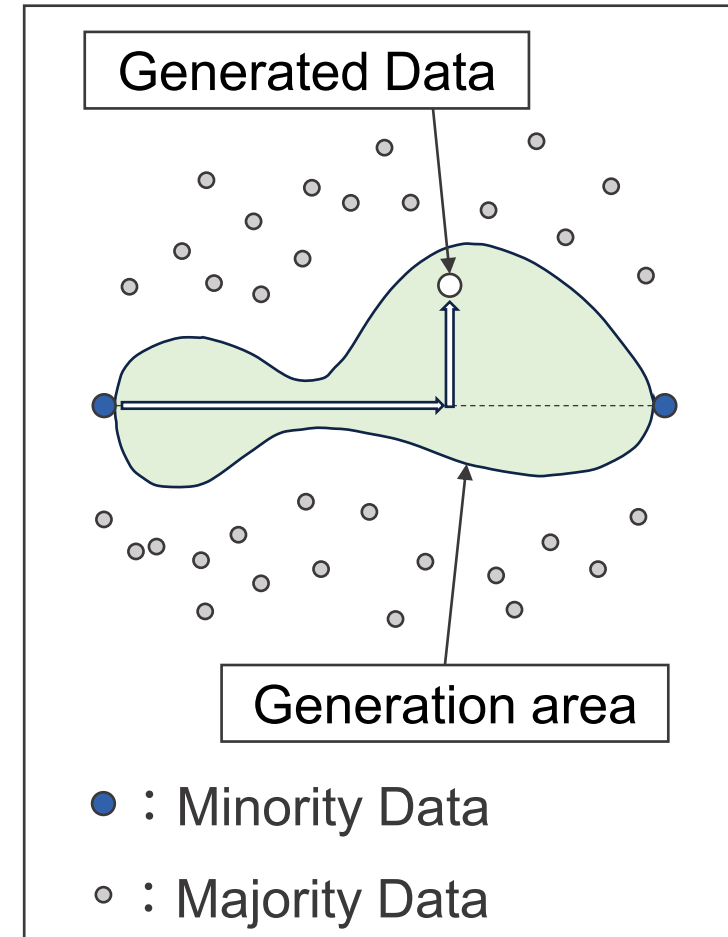 Generated Data
Generation area
: Minority Data
: Majority Data